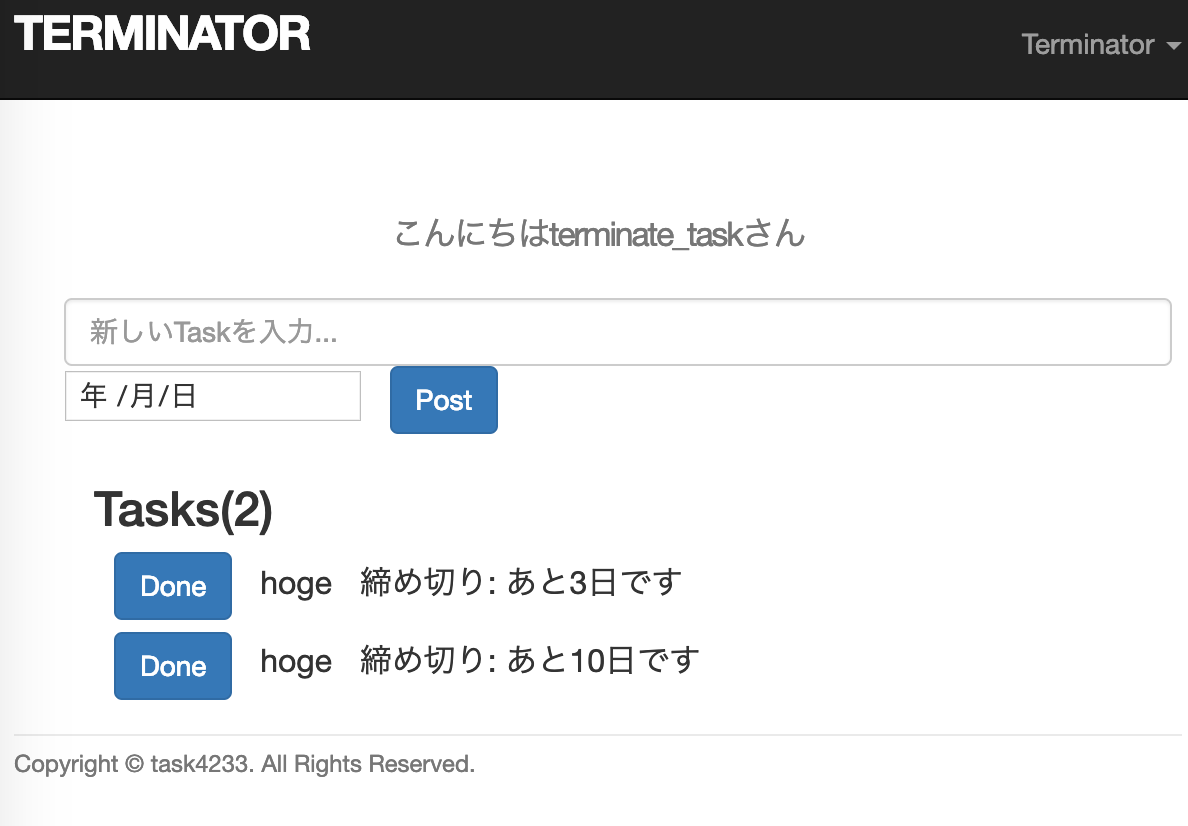 TERMINATOR
Terminator
こんにちはterminate_taskさん
新しいTaskを入力...
年 /月/日
Post
Tasks(2)
Done hoge 締め切り: あと3日です
Done hoge 締め切り: あと10日です
Copyright © task4233. All Rights Reserved.